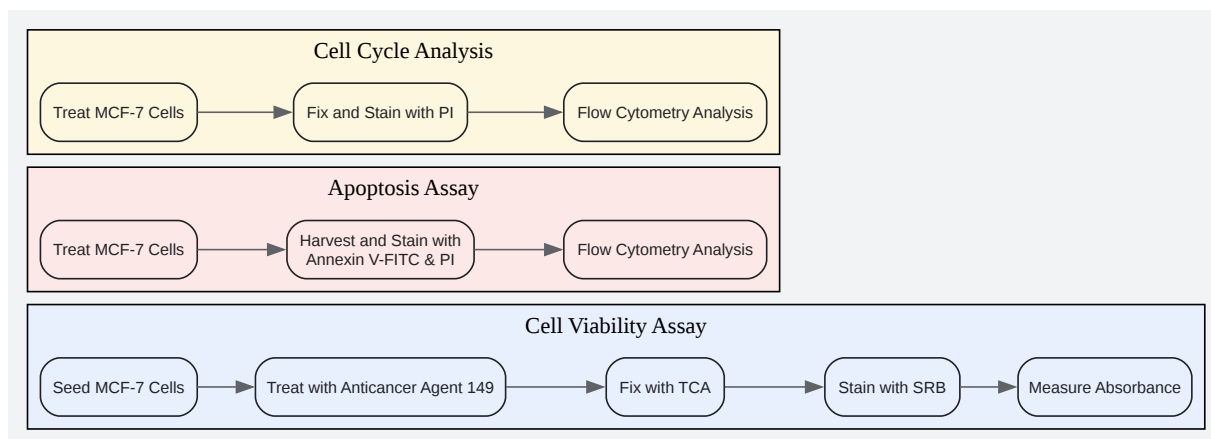 Cell Cycle Analysis
Treat MCF-7 Cells
Fix and Stain with PI
Flow Cytometry Analysis
Apoptosis Assay
Treat MCF-7 Cells
Harvest and Stain with
Annexin V-FITC & PI
Flow Cytometry Analysis
Cell Viability Assay
Seed MCF-7 Cells
Treat with Anticancer Agent 149
Fix with TCA
Stain with SRB
Measure Absorbance